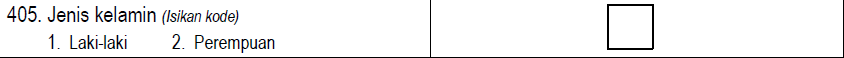 405. Jenis kelamin (Isikan kode)
1. Laki-laki 2. Perempuan